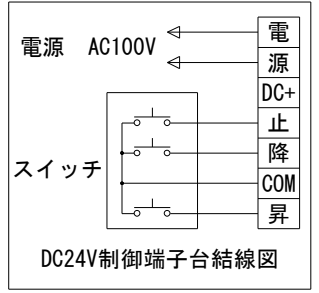 電源 AC100V
電
源
DC+
止
降
COM
昇
スイッチ
DC24V制御端子台結線図